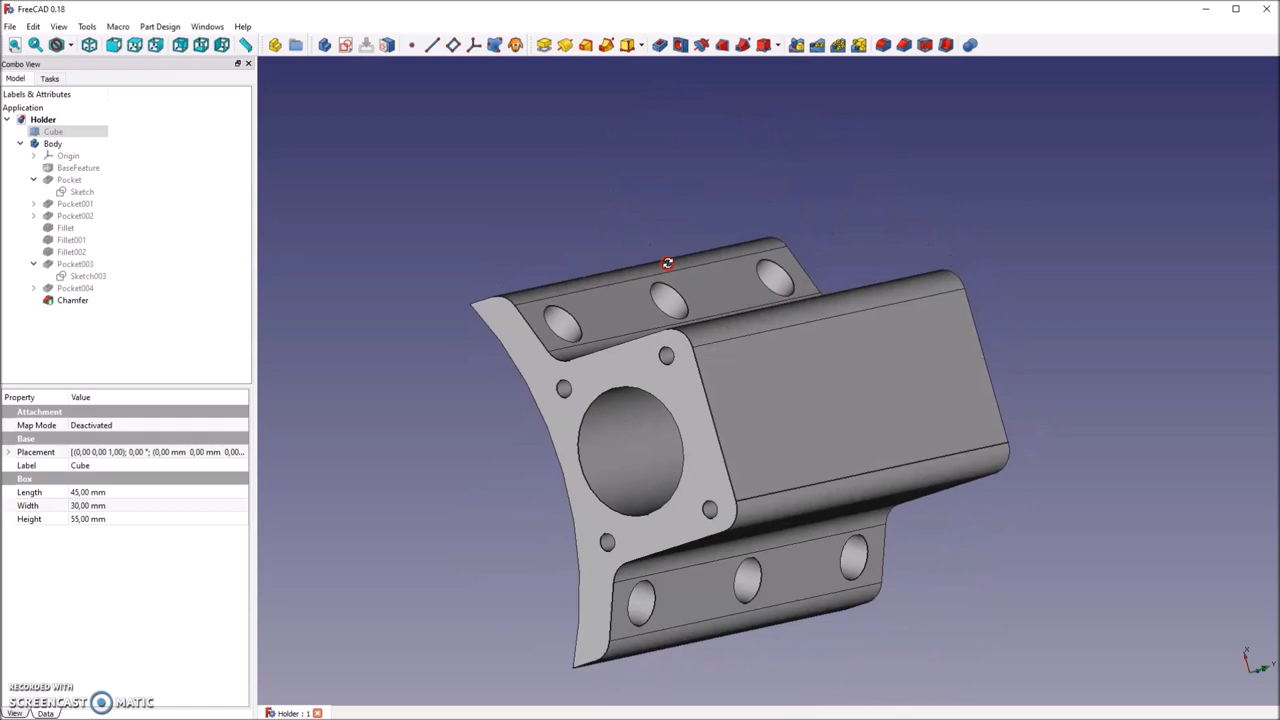 FreeCAD 0.18
File Edit View Tools Macro Part Design Windows Help
Combo View
Model Tasks
Labels & Attributes
Application
Holder
Cube
Body
Origin
BaseFeature
Pocket
Sketch
Pocket001
Pocket002
Fillet
Fillet001
Fillet002
Pocket003
Sketch003
Pocket004
Chamfer
Property Value
Attachment
Map Mode Deactivated
Base
Placement [(0,00 0,00 1,00); 0,00 °; (0,00 mm 0,00 mm 0,00...
Label Cube
Box
Length 45,00 mm
Width 30,00 mm
Height 55,00 mm
RECORDED WITH
SCREENCAST MATIC
View Data
Holder : 1
X